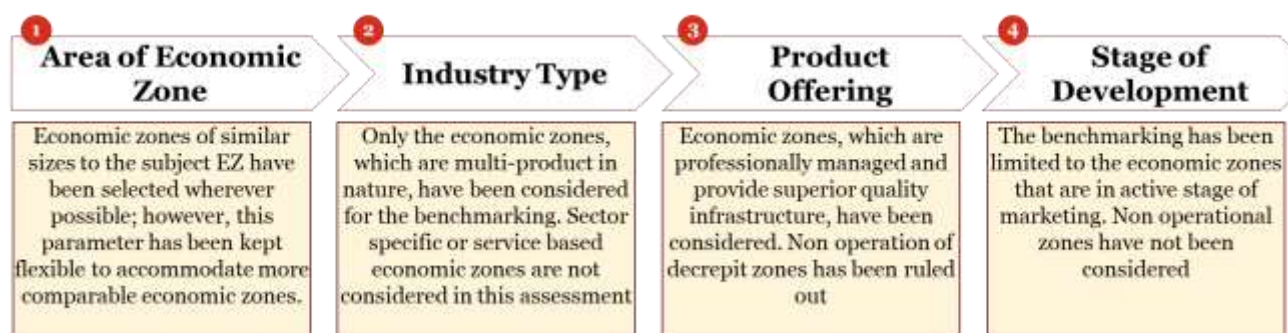 1
Area of Economic
Zone
Economic zones of similar
sizes to the subject EZ have
been selected wherever
possible; however, this
parameter has been kept
flexible to accommodate more
comparable economic zones.
2
Industry Type
Only the economic zones,
which are multi-product in
nature, have been considered
for the benchmarking. Sector
specific or service based
economic zones are not
considered in this assessment
3
Product
Offering
Economic zones, which are
professionally managed and
provide superior quality
infrastructure, have been
considered. Non operation of
decrepit zones has been ruled
out
4
Stage of
Development
The benchmarking has been
limited to the economic zones
that are in active stage of
marketing. Non operational
zones have not been
considered